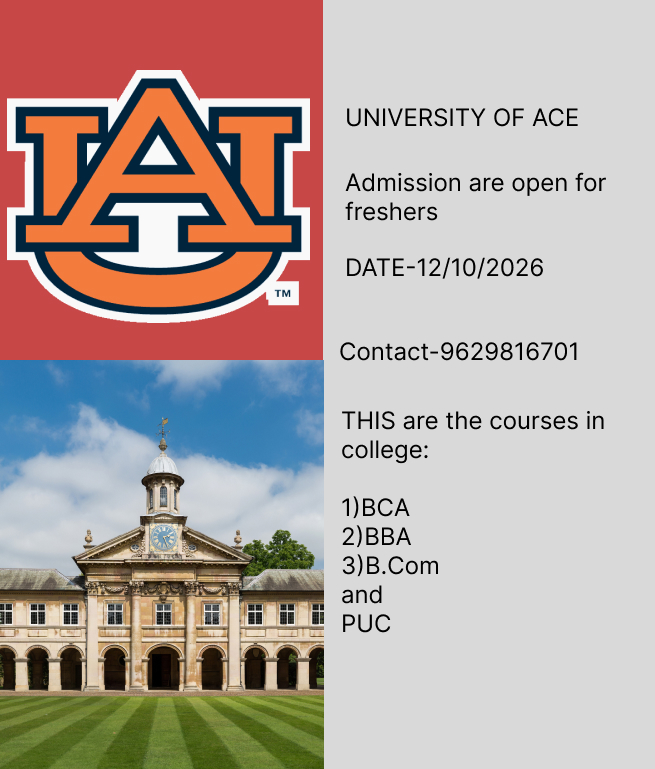 AU
TM
UNIVERSITY OF ACE
Admission are open for
freshers
DATE-12/10/2026
Contact-9629816701
THIS are the courses in
college:
1)BCA
2)BBA
3)B.Com
and
PUC